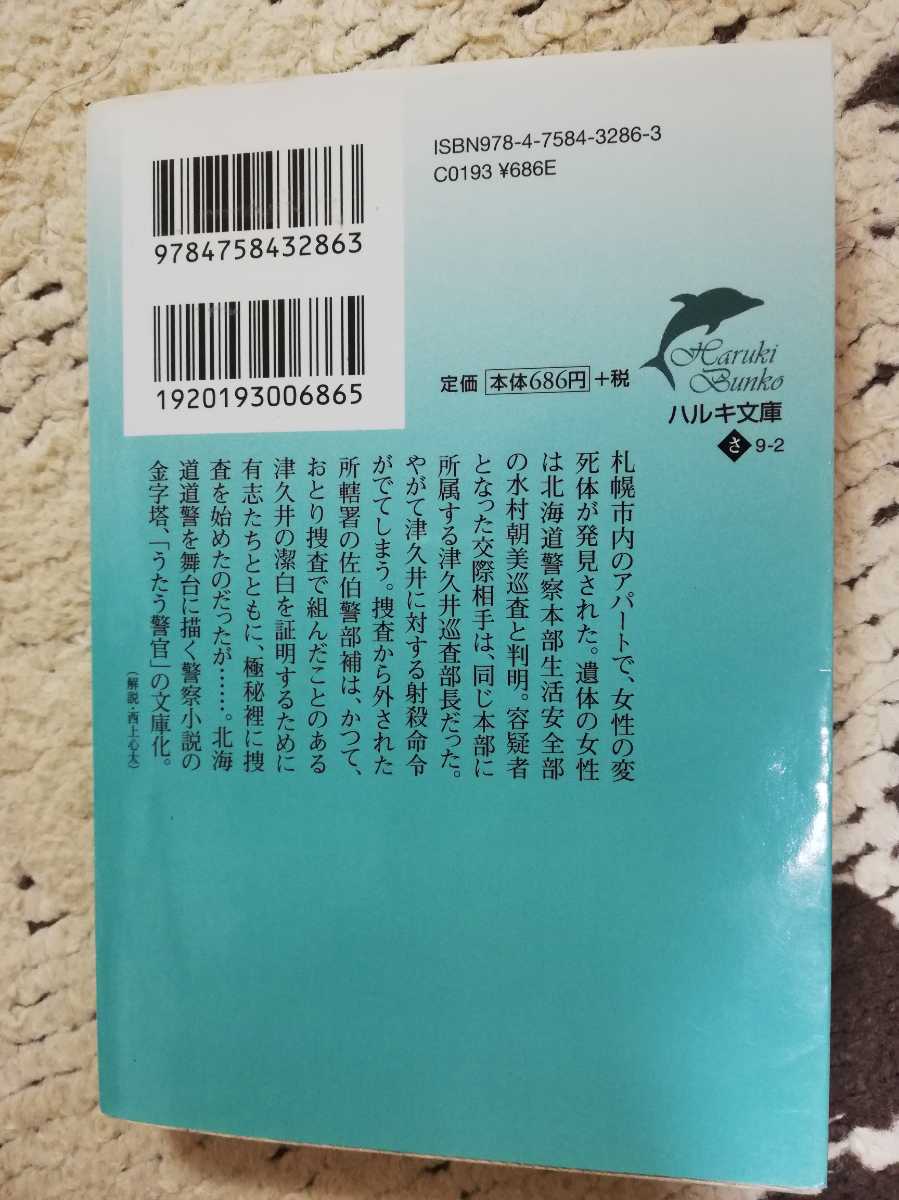 ISBN978-4-7584-3286-3
C0193 ¥686E
9784758432863
1920193006865
定価 本体686円 +税
Haruki
Bunko
ハルキ文庫
さ 9-2
札幌市内のアパートで、女性の変
死体が発見された。遺体の女性
は北海道警察本部生活安全部
の水村朝美巡査と判明。容疑者
となった交際相手は、同じ本部に
所属する津久井巡査部長だった。
やがて津久井に対する射殺命令
がでてしまう。捜査から外された
所轄署の佐伯警部補は、かつて、
おとり捜査で組んだことのある
津久井の潔白を証明するために
有志たちとともに、極秘裡に捜
査を始めたのだったが……。北海
道道警を舞台に描く警察小説の
金字塔、「うたう警官」の文庫化。
(解説・西上心太)